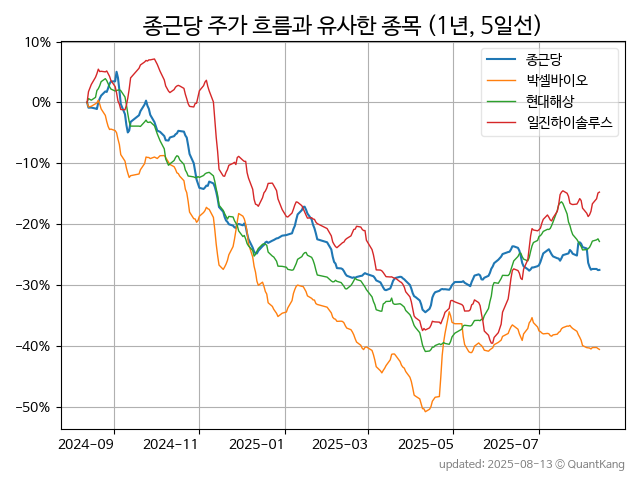 종근당 주가 흐름과 유사한 종목 (1년, 5일선)
10%
0%
−10%
−20%
−30%
−40%
−50%
종근당
박셀바이오
현대해상
일진하이솔루스
2024-09
2024-11
2025-01
2025-03
2025-05
2025-07
updated: 2025-08-13 © QuantKang